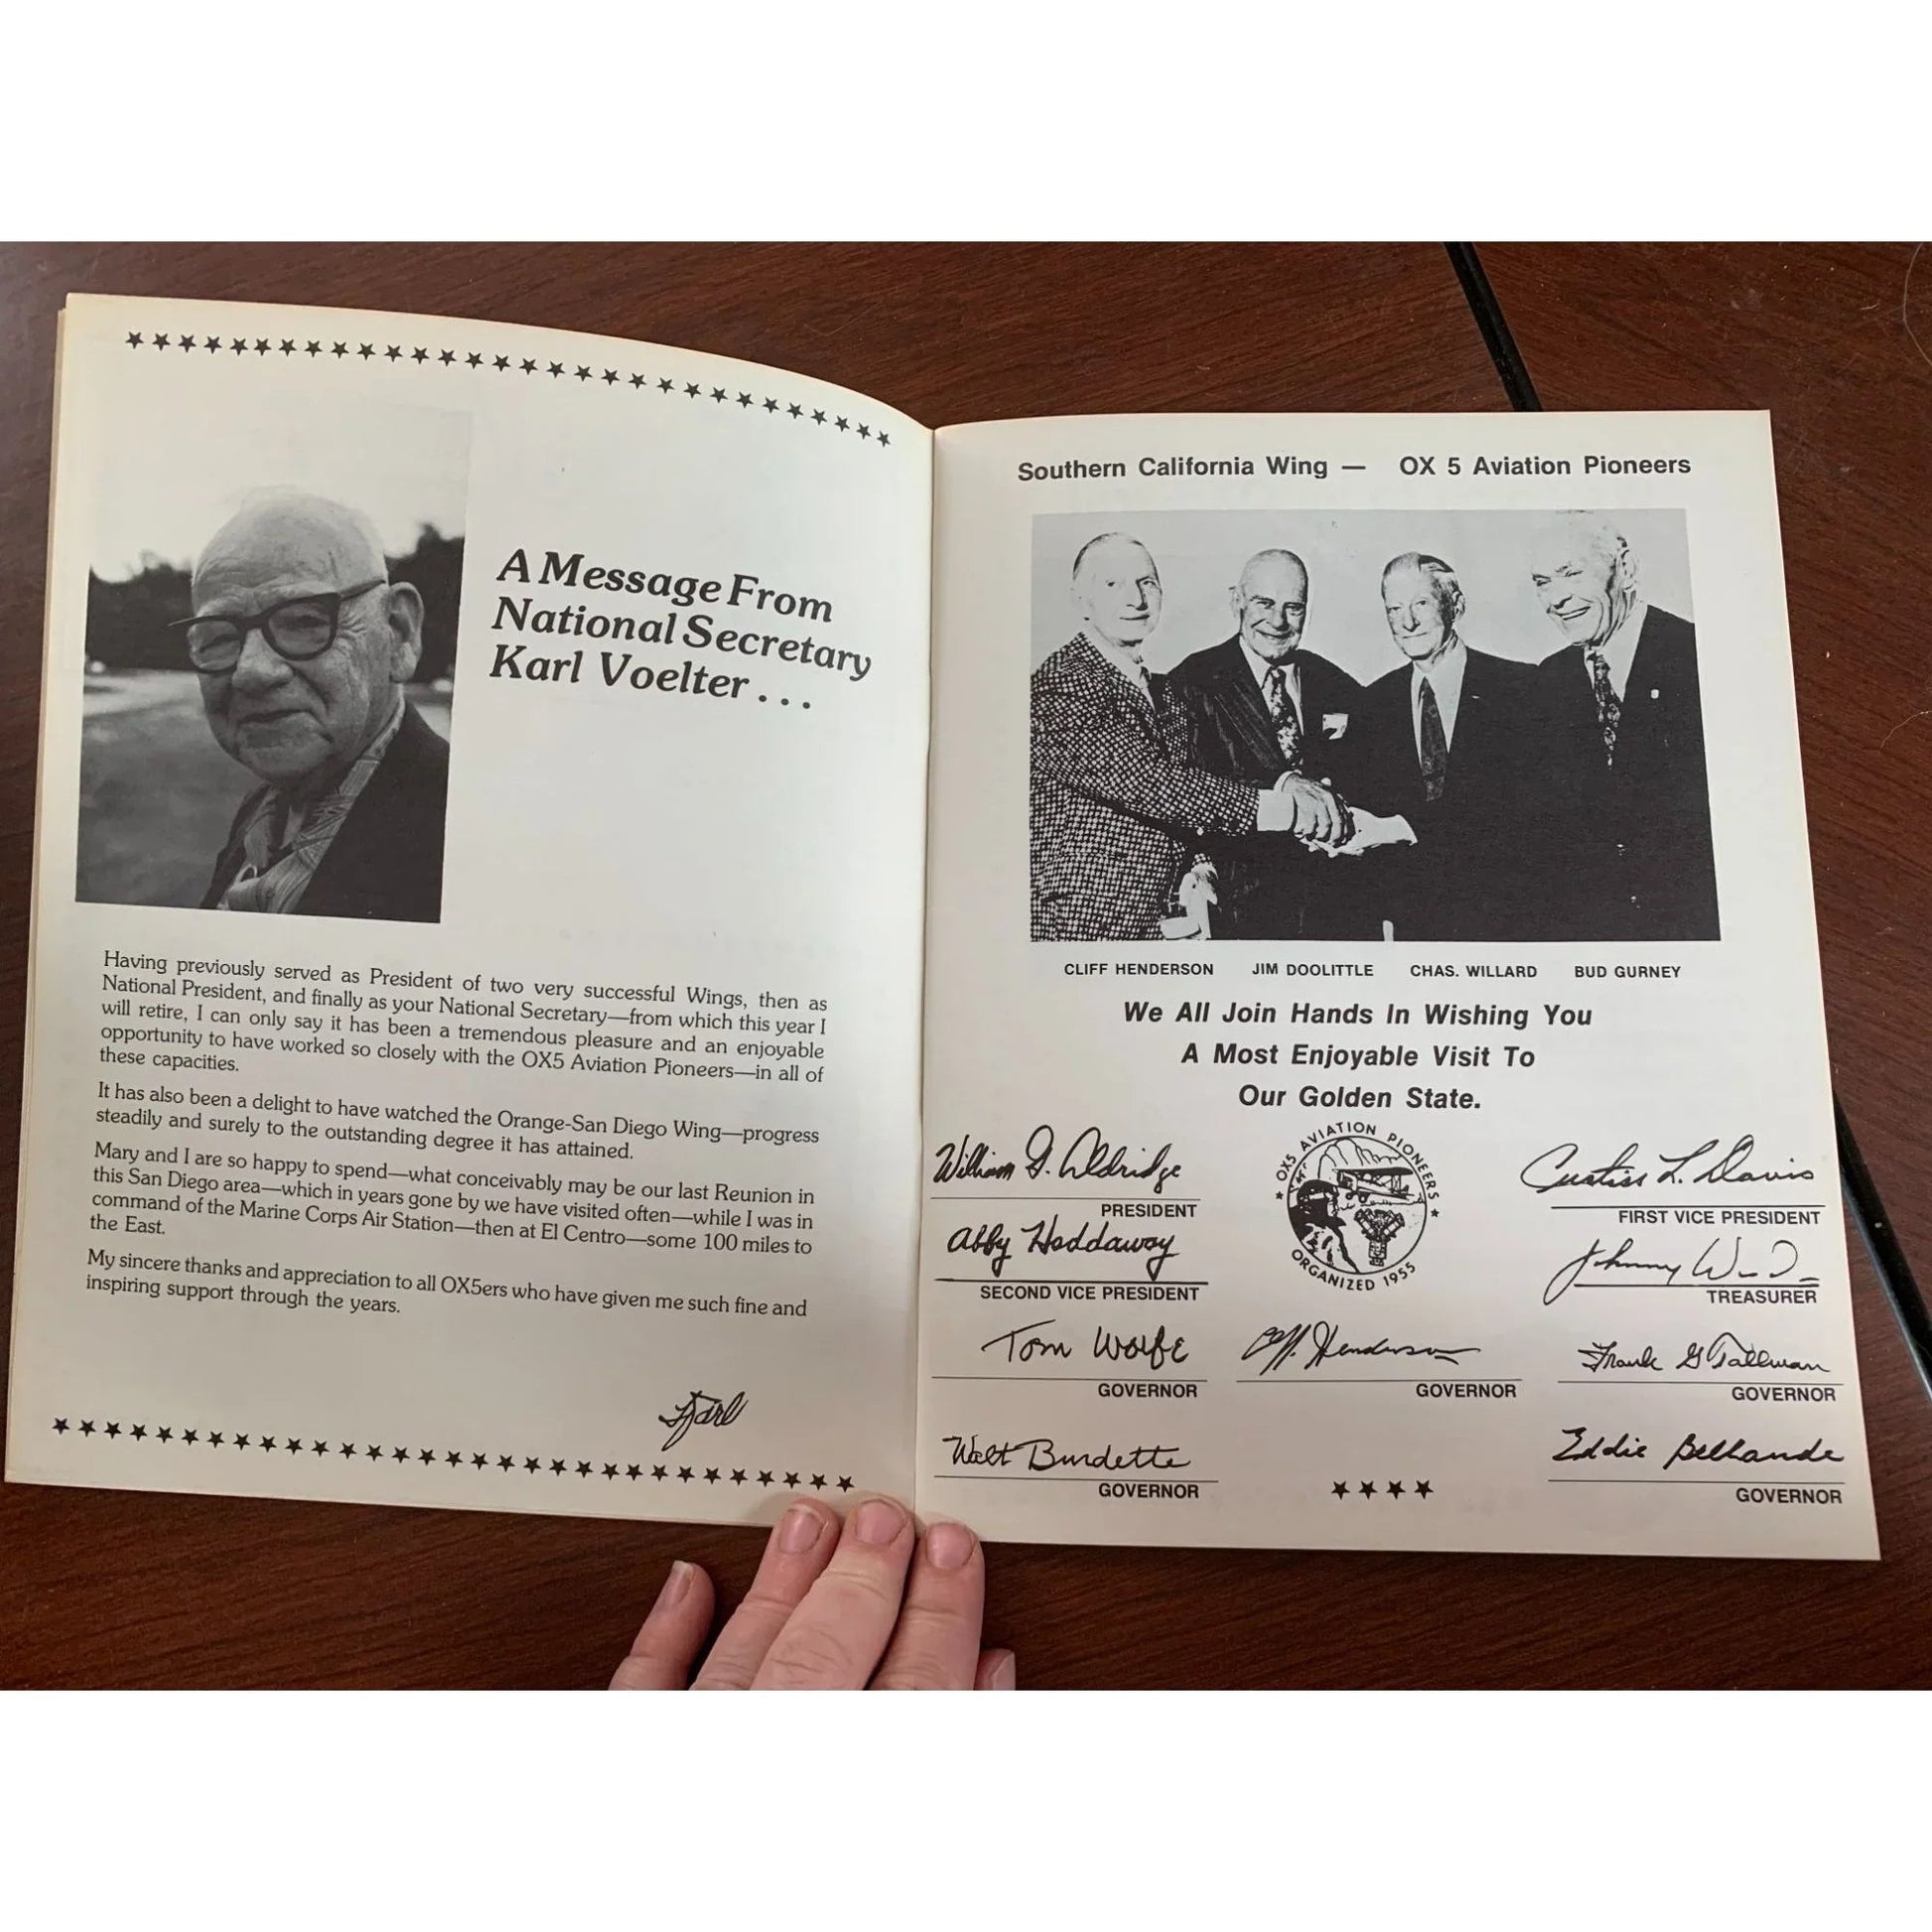 A Message From
National Secretary
Karl Voelter . . .
Having previously served as President of two very successful Wings, then as
National President, and finally as your National Secretary—from which this year I
will retire, I can only say it has been a tremendous pleasure and an enjoyable
opportunity to have worked so closely with the OX5 Aviation Pioneers—in all of
these capacities.
It has also been a delight to have watched the Orange-San Diego Wing—progress
steadily and surely to the outstanding degree it has attained.
Mary and I are so happy to spend—what conceivably may be our last Reunion in
this San Diego area—which in years gone by we have visited often—while I was in
command of the Marine Corps Air Station—then at El Centro—some 100 miles to
the East.
My sincere thanks and appreciation to all OX5ers who have given me such fine and
inspiring support through the years.
Karl
Southern California Wing — OX 5 Aviation Pioneers
CLIFF HENDERSON JIM DOOLITTLE CHAS. WILLARD BUD GURNEY
We All Join Hands In Wishing You
A Most Enjoyable Visit To
Our Golden State.
William G. Aldridge
PRESIDENT
OX5 AVIATION PIONEERS
ORGANIZED 1955
Curtiss L. Davis
FIRST VICE PRESIDENT
Abby Haddaway
SECOND VICE PRESIDENT
Johnny
TREASURER
Tom Wolfe
GOVERNOR
Cliff. Henderson
GOVERNOR
Frank G Tallman
GOVERNOR
Walt Burdette
GOVERNOR
Eddie Bellande
GOVERNOR